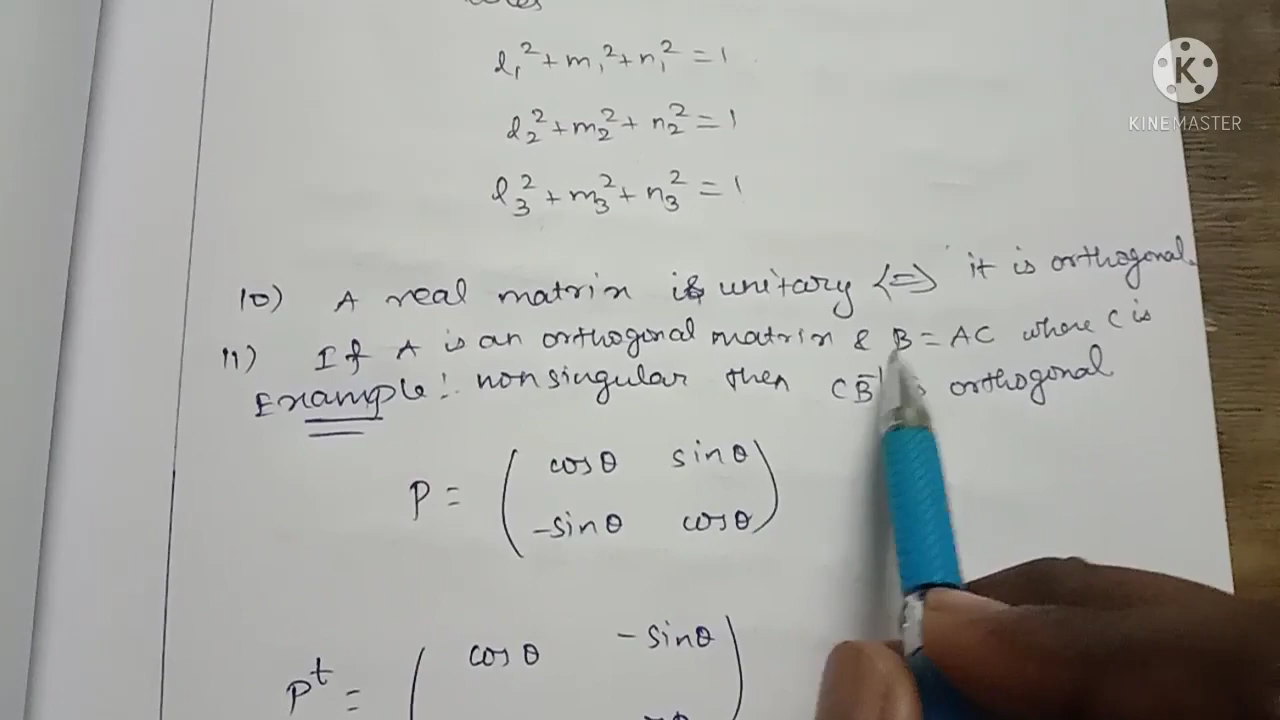 l₁² + m₁² + n₁² = 1
l₂² + m₂² + n₂² = 1
l₃² + m₃² + n₃² = 1
KINEMASTER
10) A real matrix is unitary <=> it is orthogonal.
11) If A is an orthogonal matrix & B = AC where C is
Example: nonsingular then CB⁻¹ orthogonal
P = ( cosθ sinθ
-sinθ cosθ )
Pᵗ = ( cosθ -sinθ )